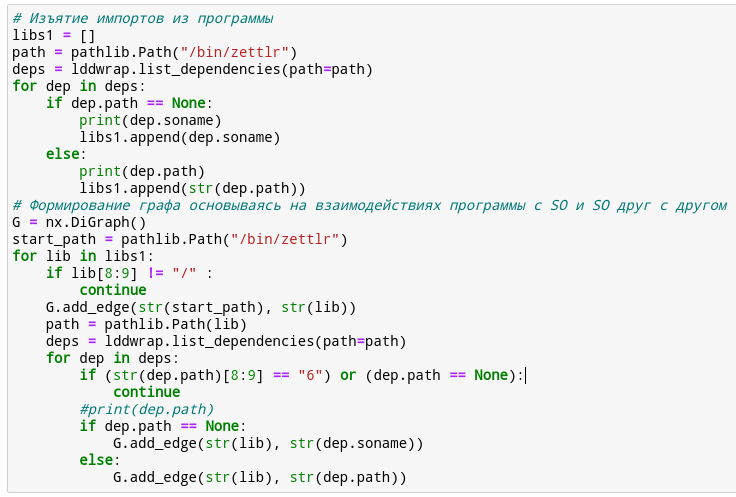 # Изъятие импортов из программы
libs1 = []
path = pathlib.Path("/bin/zettlr")
deps = lddwrap.list_dependencies(path=path)
for dep in deps:
    if dep.path == None:
        print(dep.soname)
        libs1.append(dep.soname)
    else:
        print(dep.path)
        libs1.append(str(dep.path))
# Формирование графа основываясь на взаимодействиях программы с SO и SO друг с другом
G = nx.DiGraph()
start_path = pathlib.Path("/bin/zettlr")
for lib in libs1:
    if lib[8:9] != "/" :
        continue
    G.add_edge(str(start_path), str(lib))
    path = pathlib.Path(lib)
    deps = lddwrap.list_dependencies(path=path)
    for dep in deps:
        if (str(dep.path)[8:9] == "6") or (dep.path == None):
            continue
        #print(dep.path)
        if dep.path == None:
            G.add_edge(str(lib), str(dep.soname))
        else:
            G.add_edge(str(lib), str(dep.path))